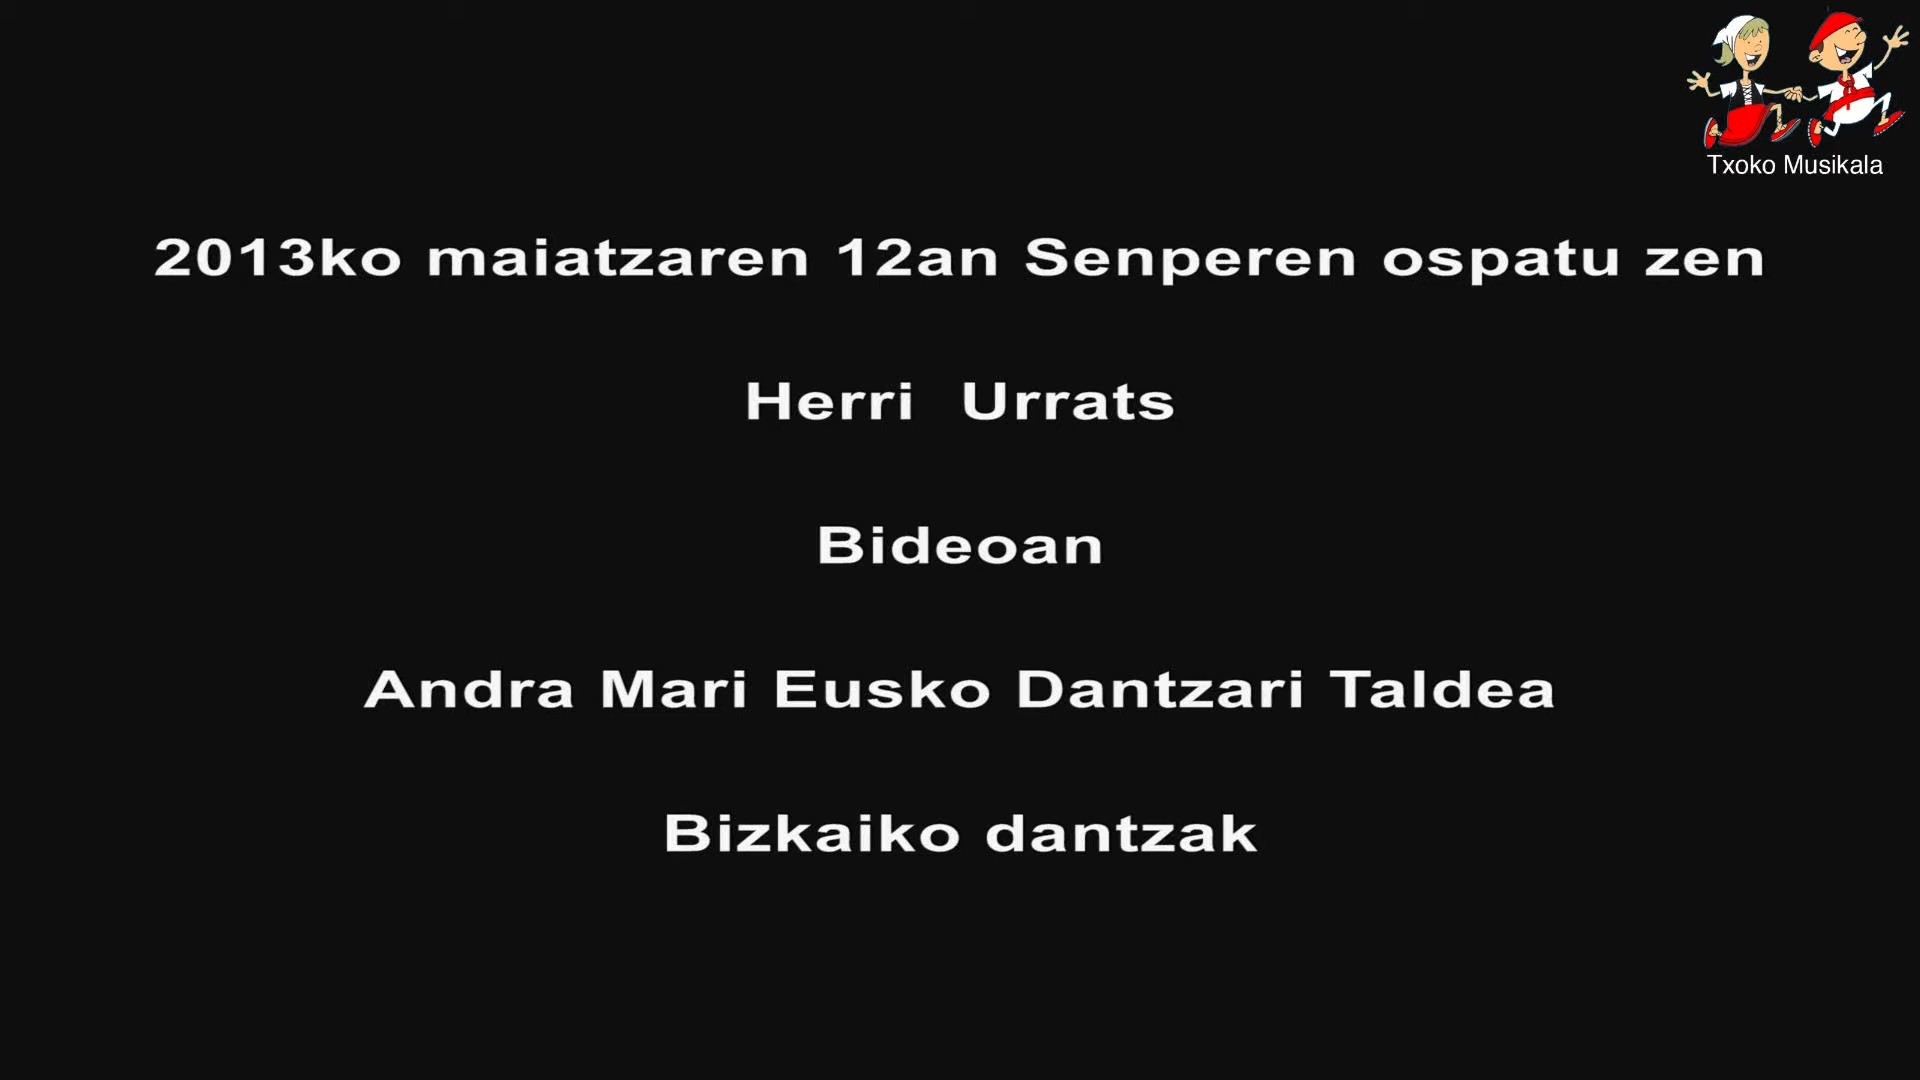 Txoko Musikala
2013ko maiatzaren 12an Senperen ospatu zen
Herri Urrats
Bideoan
Andra Mari Eusko Dantzari Taldea
Bizkaiko dantzak